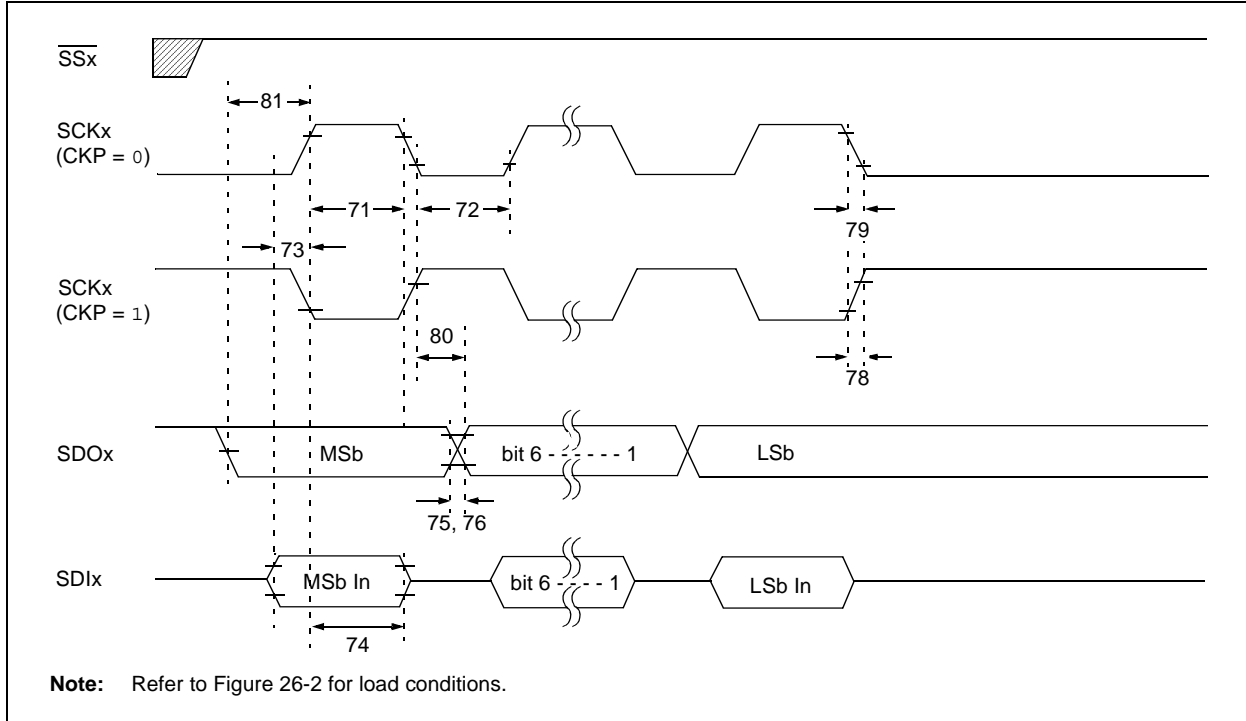 SSx
81
SCKx
(CKP = 0)
71
72
79
73
SCKx
(CKP = 1)
80
78
SDOx
MSb
bit 6 - - - - - - 1
LSb
75, 76
SDIx
MSb In
bit 6 - - - - 1
LSb In
74
Note: Refer to Figure 26-2 for load conditions.